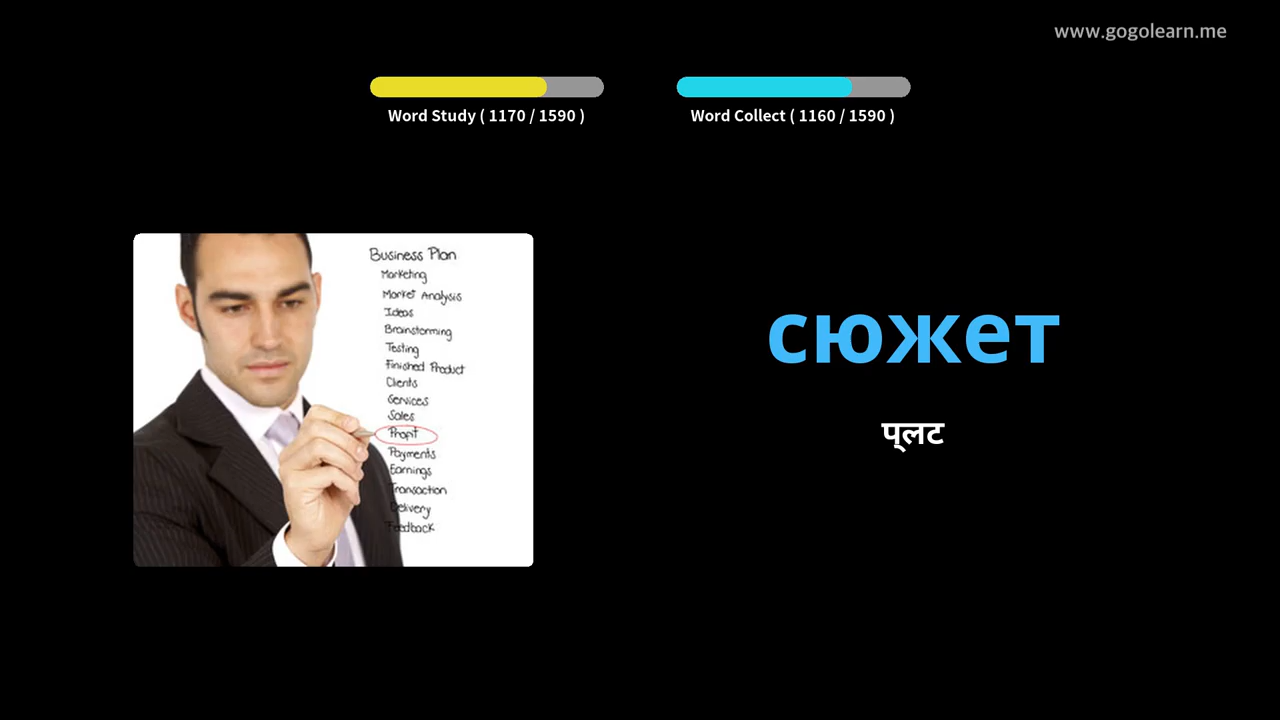 www.gogolearn.me
Word Study ( 1170 / 1590 )
Word Collect ( 1160 / 1590 )
Business Plan
Marketing
Market Analysis
Ideas
Brainstorming
Testing
Finished Product
Clients
Services
Sales
Profit
Payments
Earnings
Transaction
Delivery
Feedback
сюжет
प्लट